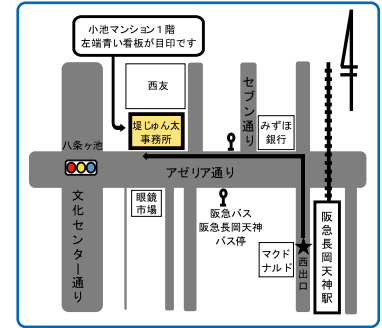 小池マンション1階
左端青い看板が目印です
西友
堤じゅん太
事務所
セブン通り
みずほ
銀行
八条ヶ池
アゼリア通り
文化センター通り
眼鏡
市場
阪急バス
阪急長岡天神
バス停
マクド
ナルド
西出口
阪急長岡天神駅